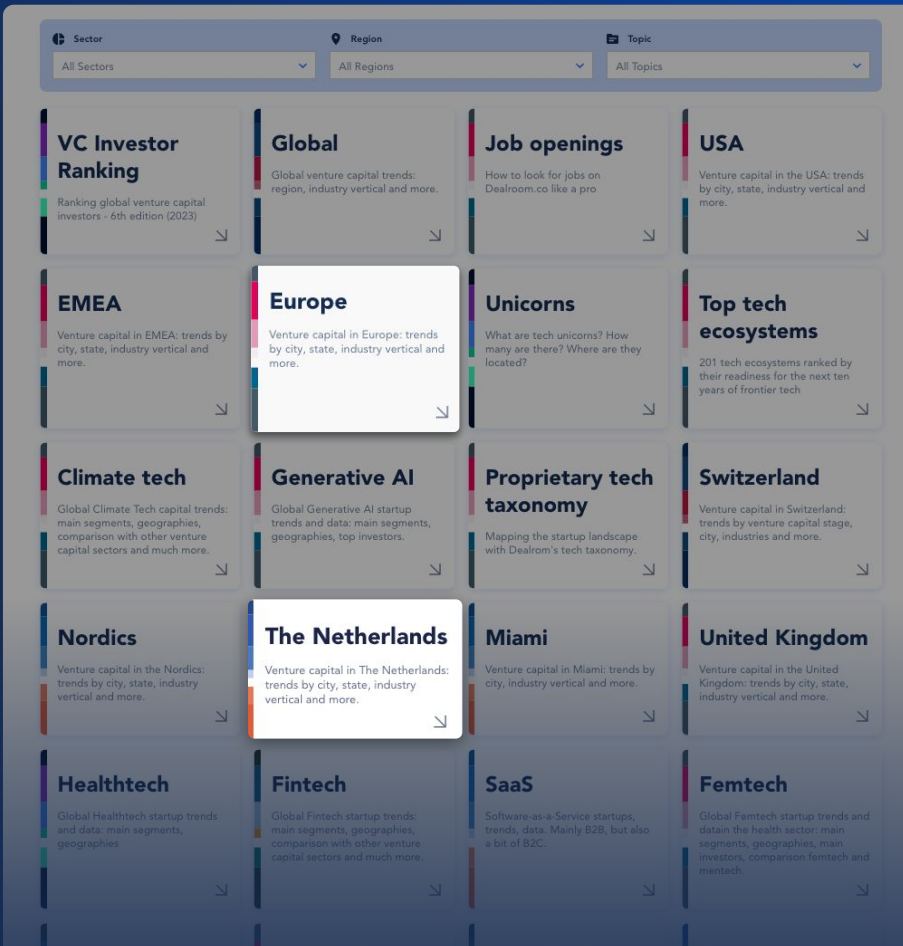 Sector
Region
Topic
All Sectors
All Regions
All Topics
VC Investor
Ranking
Ranking global venture capital
investors - 6th edition (2023)
Global
Global venture capital trends:
region, industry vertical and more.
Job openings
How to look for jobs on
Dealroom.co like a pro
USA
Venture capital in the USA: trends
by city, state, industry vertical and
more.
EMEA
Venture capital in EMEA: trends by
city, state, industry vertical and
more.
Europe
Venture capital in Europe: trends
by city, state, industry vertical and
more.
Unicorns
What are tech unicorns? How
many are there? Where are they
located?
Top tech
ecosystems
201 tech ecosystems ranked by
their readiness for the next ten
years of frontier tech
Climate tech
Global Climate Tech capital trends:
main segments, geographies,
comparison with other venture
capital sectors and much more.
Generative AI
Global Generative AI startup
trends and data: main segments,
geographies, top investors.
Proprietary tech
taxonomy
Mapping the startup landscape
with Dealrom's tech taxonomy.
Switzerland
Venture capital in Switzerland:
trends by venture capital stage,
city, industries and more.
Nordics
Venture capital in the Nordics:
trends by city, state, industry
vertical and more.
The Netherlands
Venture capital in The Netherlands:
trends by city, state, industry
vertical and more.
Miami
Venture capital in Miami: trends by
city, industry vertical and more.
United Kingdom
Venture capital in the United
Kingdom: trends by city, state,
industry vertical and more.
Healthtech
Global Healthtech startup trends
and data: main segments,
geographies
Fintech
Global Fintech startup trends:
main segments, geographies,
comparison with other venture
capital sectors and much more.
SaaS
Software-as-a-Service startups,
trends, data. Mainly B2B, but also
a bit of B2C.
Femtech
Global Femtech startup trends and
datain the health sector: main
segments, geographies, main
investors, comparison femtech and
mentech.